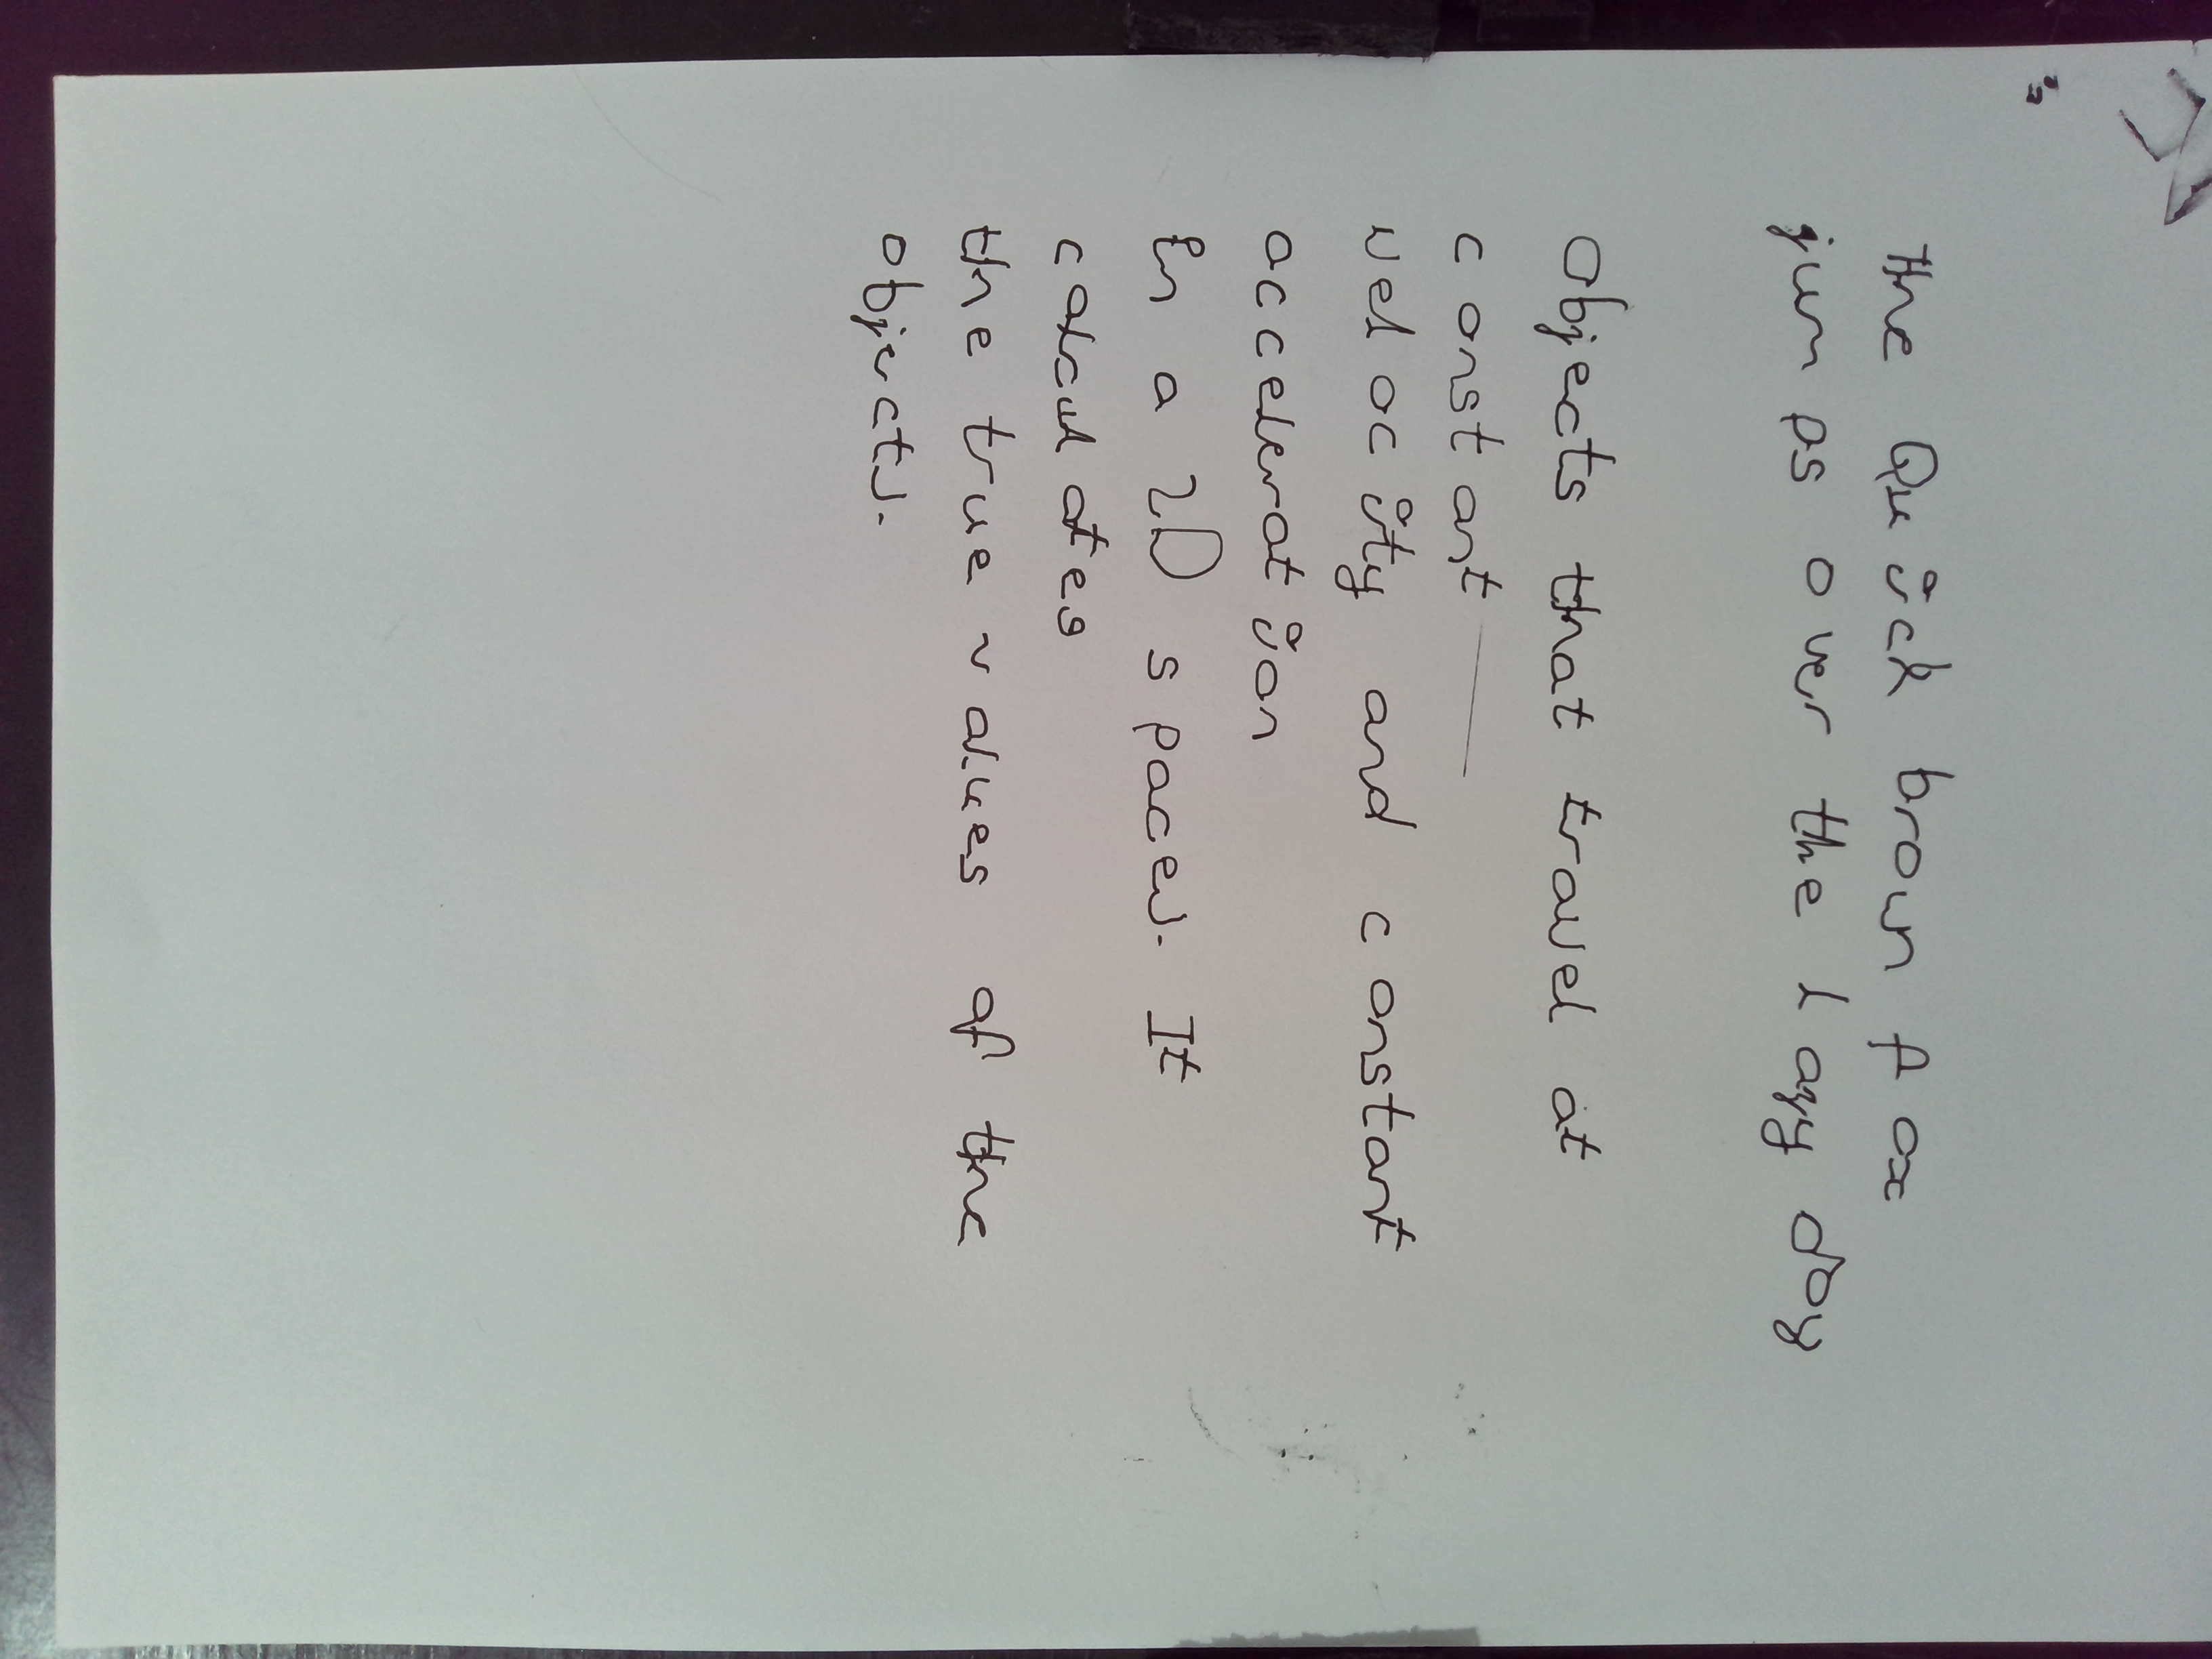 the Quick brown fox
jumps over the lazy dog
Objects that travel at
constant
velocity and constant
acceleration
in a 2D spaces. It
calculates
the true values of the
objects.